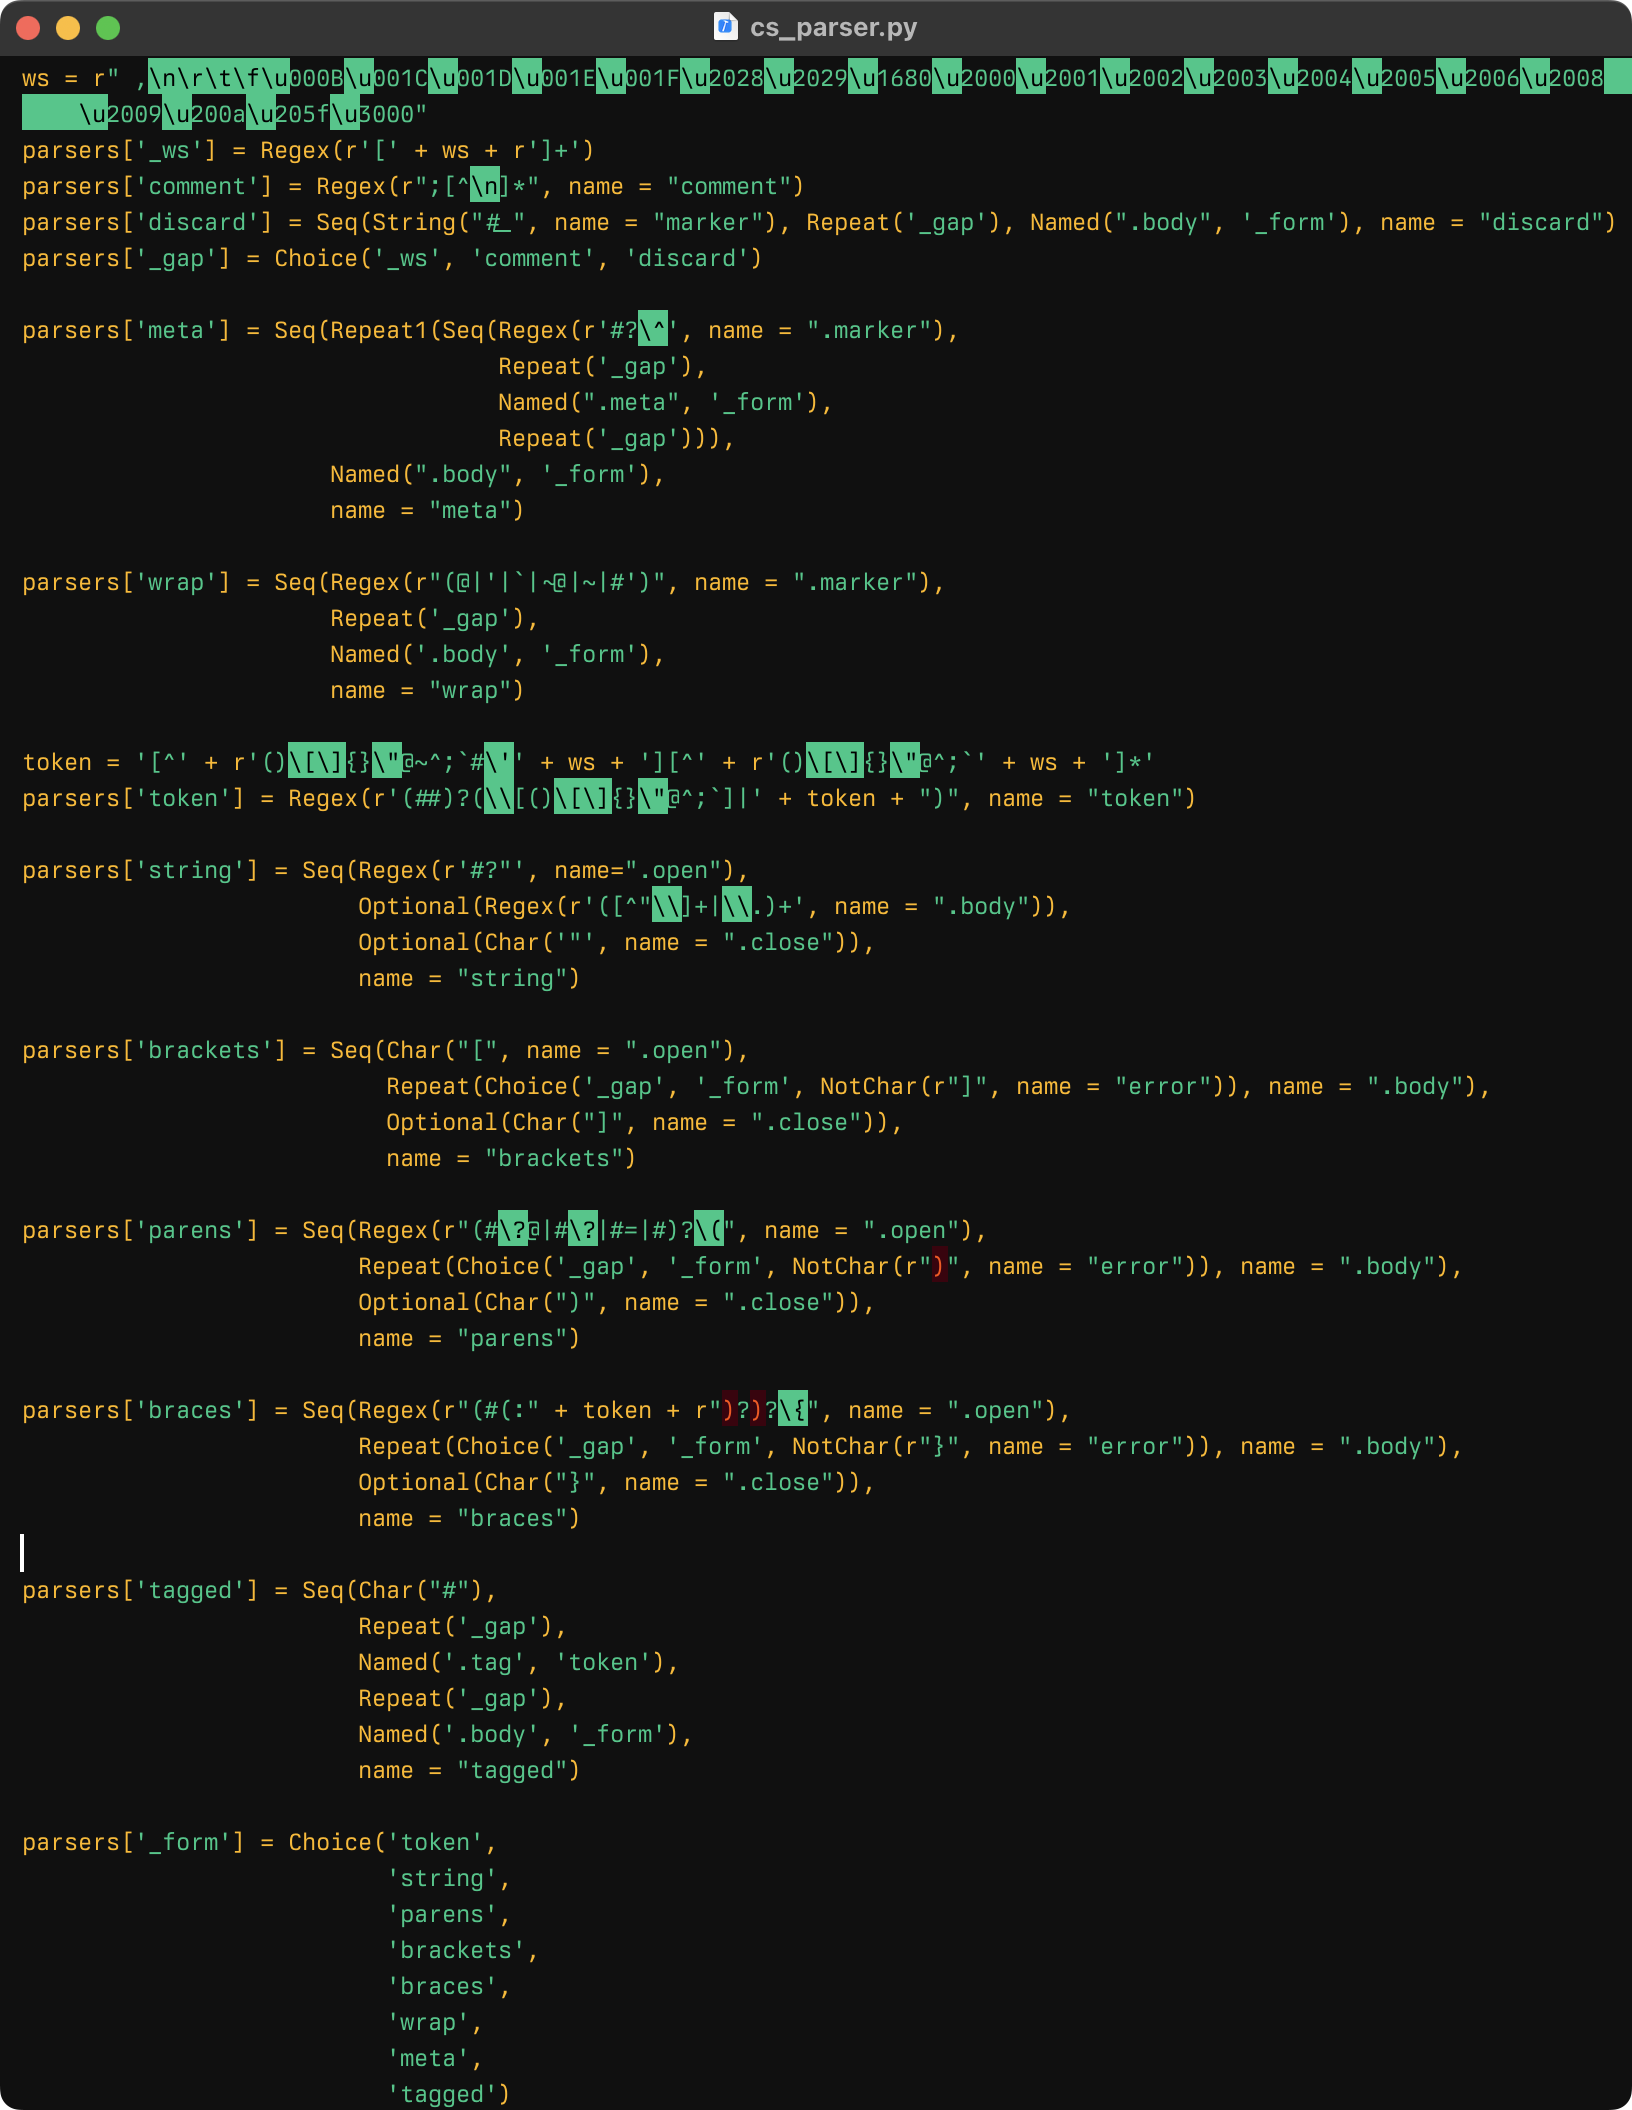 cs_parser.py
ws = r" ,\n\r\t\f\u000B\u001C\u001D\u001E\u001F\u2028\u2029\u1680\u2000\u2001\u2002\u2003\u2004\u2005\u2006\u2008
    \u2009\u200a\u205f\u3000"
parsers['_ws'] = Regex(r'[' + ws + r']+')
parsers['comment'] = Regex(r";[^\n]*", name = "comment")
parsers['discard'] = Seq(String("#_", name = "marker"), Repeat('_gap'), Named(".body", '_form'), name = "discard")
parsers['_gap'] = Choice('_ws', 'comment', 'discard')

parsers['meta'] = Seq(Repeat1(Seq(Regex(r'#?\^', name = ".marker"),
                                  Repeat('_gap'),
                                  Named(".meta", '_form'),
                                  Repeat('_gap'))),
                      Named(".body", '_form'),
                      name = "meta")

parsers['wrap'] = Seq(Regex(r"(@|'|`|~@|~|#')", name = ".marker"),
                      Repeat('_gap'),
                      Named('.body', '_form'),
                      name = "wrap")

token = '[^' + r'()\[\]{}\"@~^;`#\'' + ws + '][^' + r'()\[\]{}\"@^;`' + ws + ']*'
parsers['token'] = Regex(r'(##)?(\\[()\[\]{}\"@^;`]|' + token + ")", name = "token")

parsers['string'] = Seq(Regex(r'#?"', name=".open"),
                        Optional(Regex(r'([^"\\]+|\\.)+', name = ".body")),
                        Optional(Char('"', name = ".close")),
                        name = "string")

parsers['brackets'] = Seq(Char("[", name = ".open"),
                          Repeat(Choice('_gap', '_form', NotChar(r"]", name = "error")), name = ".body"),
                          Optional(Char("]", name = ".close")),
                          name = "brackets")

parsers['parens'] = Seq(Regex(r"(#\?@|#\?|#=|#)?\(", name = ".open"),
                        Repeat(Choice('_gap', '_form', NotChar(r")", name = "error")), name = ".body"),
                        Optional(Char(")", name = ".close")),
                        name = "parens")

parsers['braces'] = Seq(Regex(r"(#(:" + token + r")?)?\{", name = ".open"),
                        Repeat(Choice('_gap', '_form', NotChar(r"}", name = "error")), name = ".body"),
                        Optional(Char("}", name = ".close")),
                        name = "braces")

parsers['tagged'] = Seq(Char("#"),
                        Repeat('_gap'),
                        Named('.tag', 'token'),
                        Repeat('_gap'),
                        Named('.body', '_form'),
                        name = "tagged")

parsers['_form'] = Choice('token',
                          'string',
                          'parens',
                          'brackets',
                          'braces',
                          'wrap',
                          'meta',
                          'tagged')